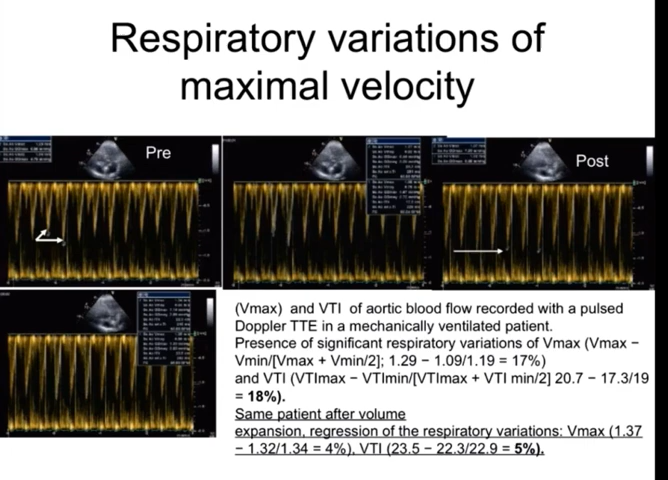 Respiratory variations of
maximal velocity
Pre
Post
(Vmax) and VTI of aortic blood flow recorded with a pulsed
Doppler TTE in a mechanically ventilated patient.
Presence of significant respiratory variations of Vmax (Vmax −
Vmin/[Vmax + Vmin/2]; 1.29 − 1.09/1.19 = 17%)
and VTI (VTImax − VTImin/[VTImax + VTI min/2] 20.7 − 17.3/19
= 18%).
Same patient after volume
expansion, regression of the respiratory variations: Vmax (1.37
− 1.32/1.34 = 4%), VTI (23.5 − 22.3/22.9 = 5%).